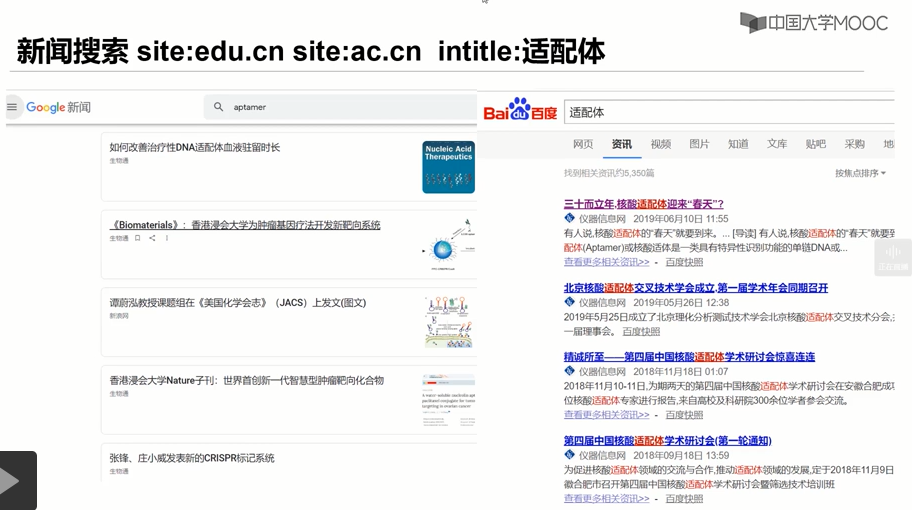 中国大学MOOC
新闻搜索 site:edu.cn site:ac.cn intitle:适配体
Google 新闻
aptamer
如何改善治疗性DNA适配体血液驻留时长
生物通
Nucleic Acid
Therapeutics
《Biomaterials》：香港浸会大学为肿瘤基因疗法开发新靶向系统
生物通
谭蔚泓教授课题组在《美国化学会志》（JACS）上发文(图文)
新浪网
香港浸会大学Nature子刊：世界首创新一代智慧型肿瘤靶向化合物
生物通
张锋、庄小威发表新的CRISPR标记系统
生物通
Bai百度
适配体
网页 资讯 视频 图片 知道 文库 贴吧 采购 地
找到相关资讯约5,350篇
按焦点排序
三十而立年,核酸适配体迎来“春天”?
仪器信息网 2019年06月10日 11:55
有人说,核酸适配体的“春天”就要到来。... [导读] 有人说,核酸适配体的“春天”就要到
配体(Aptamer)或核酸适体是一类具有特异性识别功能的单链DNA或...
查看更多相关资讯>> - 百度快照
北京核酸适配体交叉技术学会成立,第一届学术年会同期召开
仪器信息网 2019年05月26日 12:38
2019年5月25日成立了北京理化分析测试技术学会北京核酸适配体交叉技术分会,
一届理事会。 百度快照
精诚所至——第四届中国核酸适配体学术研讨会惊喜连连
仪器信息网 2018年11月18日 01:07
2018年11月10-11日,为期两天的第四届中国核酸适配体学术研讨会在安徽合肥成
位核酸适配体专家进行报告,来自高校及科研院300余位学者参会交流。
查看更多相关资讯>> - 百度快照
第四届中国核酸适配体学术研讨会(第一轮通知)
仪器信息网 2018年09月18日 13:59
为促进核酸适配体领域的交流与合作,推动适配体领域的发展,定于2018年11月9日
徽合肥市召开第四届中国核酸适配体学术研讨会暨筛选技术培训班
查看更多相关资讯>> - 百度快照